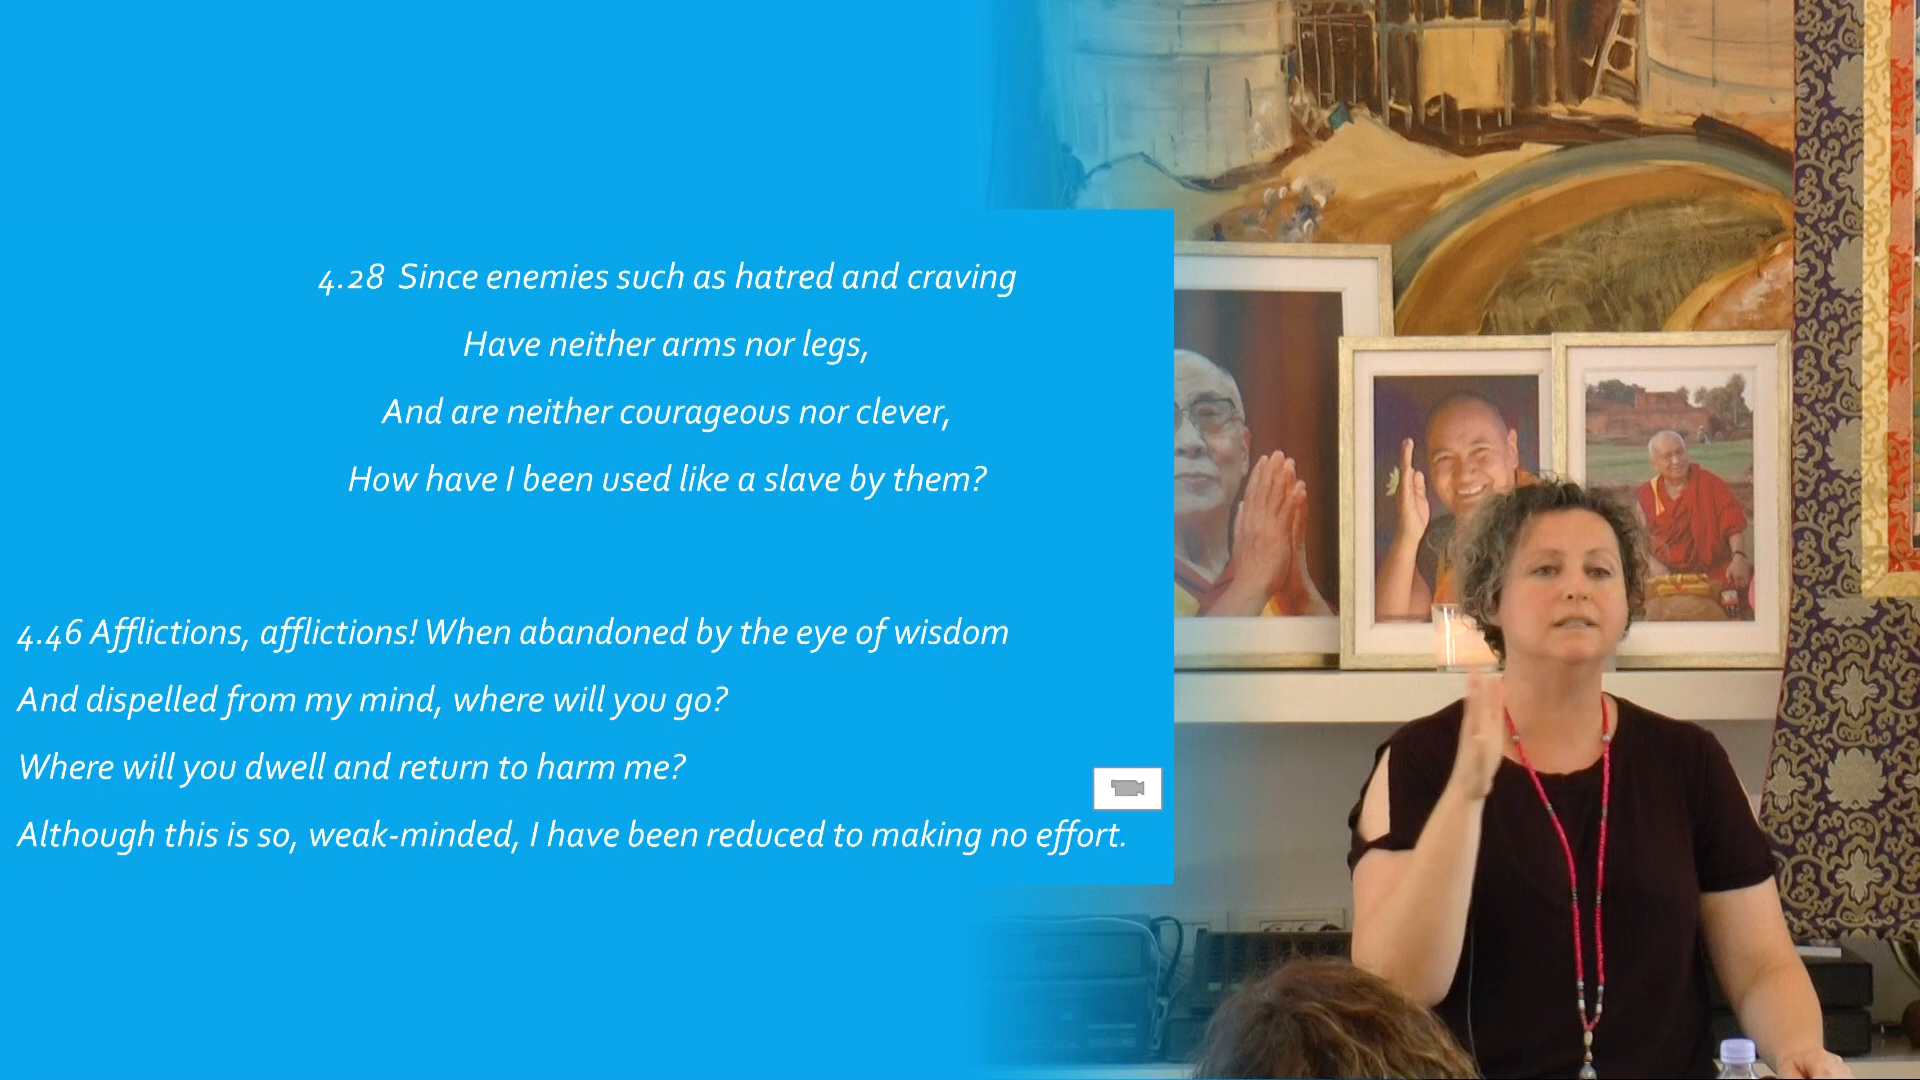 4.28 Since enemies such as hatred and craving
Have neither arms nor legs,
And are neither courageous nor clever,
How have I been used like a slave by them?
4.46 Afflictions, afflictions! When abandoned by the eye of wisdom
And dispelled from my mind, where will you go?
Where will you dwell and return to harm me?
Although this is so, weak-minded, I have been reduced to making no effort.